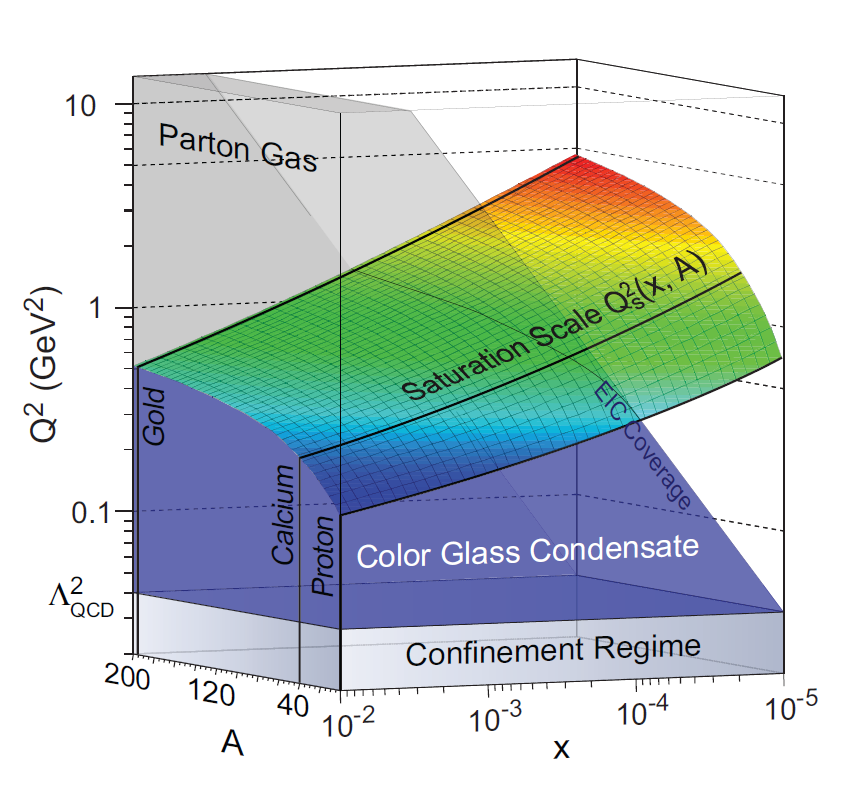 10
Parton Gas
1
Q² (GeV²)
Saturation Scale Q²s(x, A)
EIC Coverage
Gold
Calcium
Proton
0.1
Color Glass Condensate
Λ²QCD
Confinement Regime
200
120
40
10⁻²
10⁻³
10⁻⁴
10⁻⁵
A
x